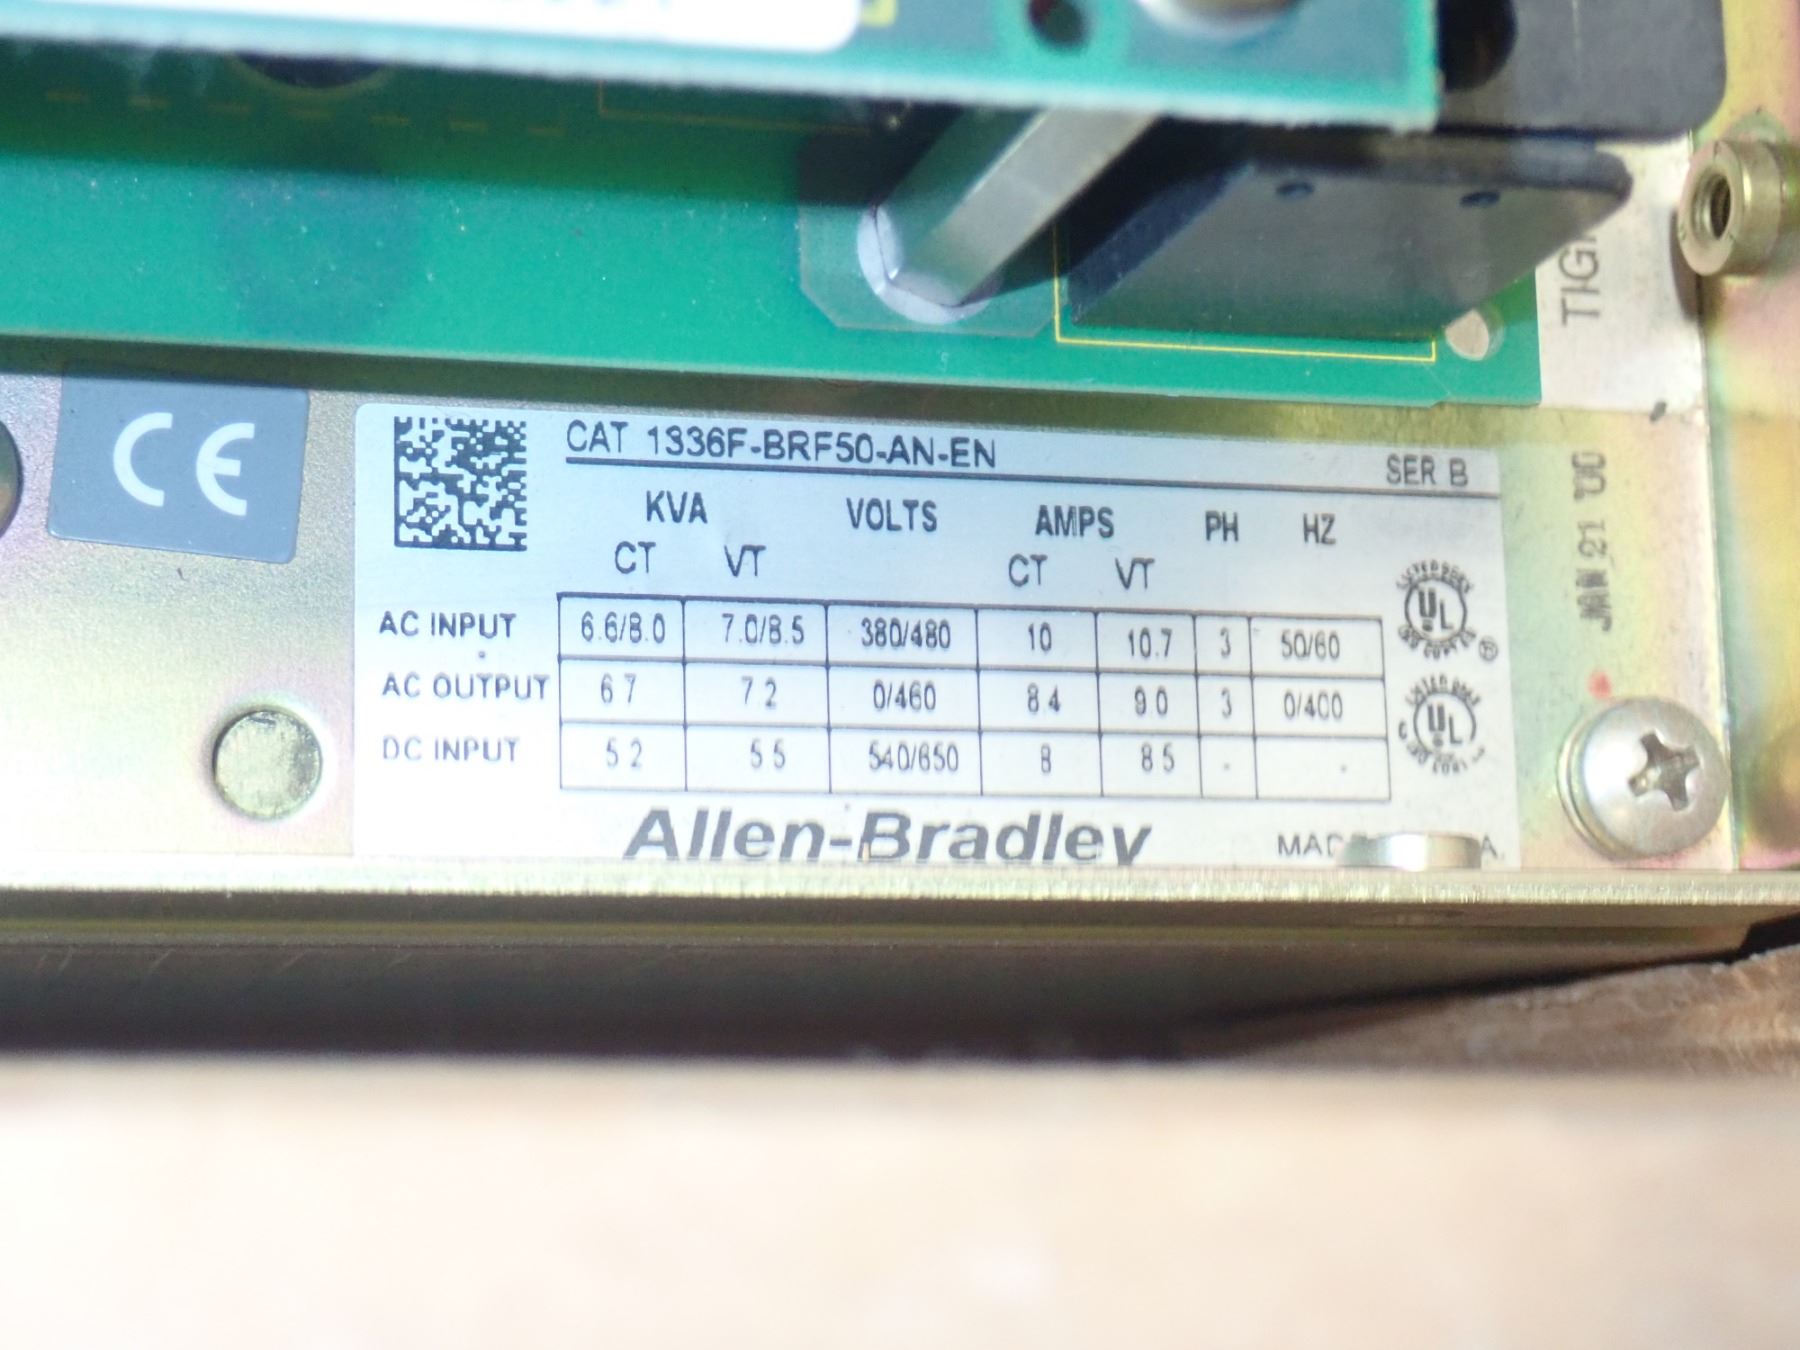 CE
CAT 1336F-BRF50-AN-EN
SER B
KVA VOLTS AMPS PH HZ
CT VT CT VT
AC INPUT 6.6/8.0 7.0/8.5 380/480 10 10.7 3 50/60
AC OUTPUT 6 7 7 2 0/460 8 4 9 0 3 0/400
DC INPUT 5 2 5 5 540/650 8 8 5 - -
Allen-Bradley
UL
UL
JAN 21